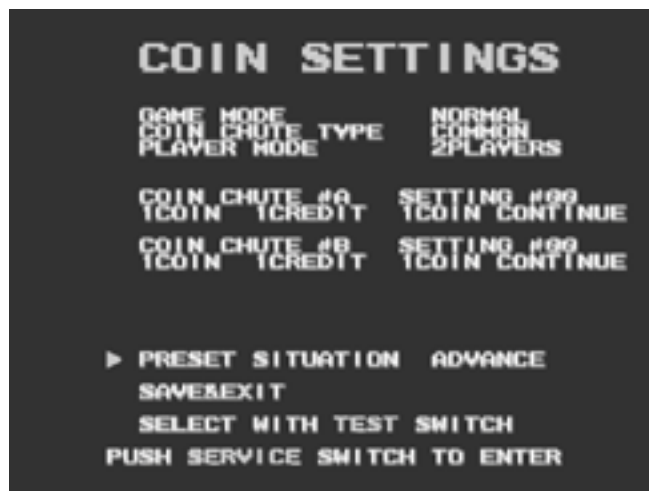 COIN SETTINGS
GAME MODE NORMAL
COIN CHUTE TYPE COMMON
PLAYER MODE 2PLAYERS
COIN CHUTE #A SETTING #00
1COIN 1CREDIT 1COIN CONTINUE
COIN CHUTE #B SETTING #00
1COIN 1CREDIT 1COIN CONTINUE
▶ PRESET SITUATION ADVANCE
SAVE&EXIT
SELECT WITH TEST SWITCH
PUSH SERVICE SWITCH TO ENTER